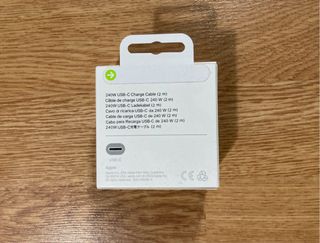 240W USB-C Charge Cable (2 m)
Câble de charge USB-C 240 W (2 m)
240W USB-C Ladekabel (2 m)
Cavo di ricarica USB-C da 240 W (2 m)
Cable de carga USB-C de 240 W (2 m)
Cabo para Recarga USB-C de 240 W (2 m)
240W USB-C充電ケーブル (2 m)
USB-C
Apple